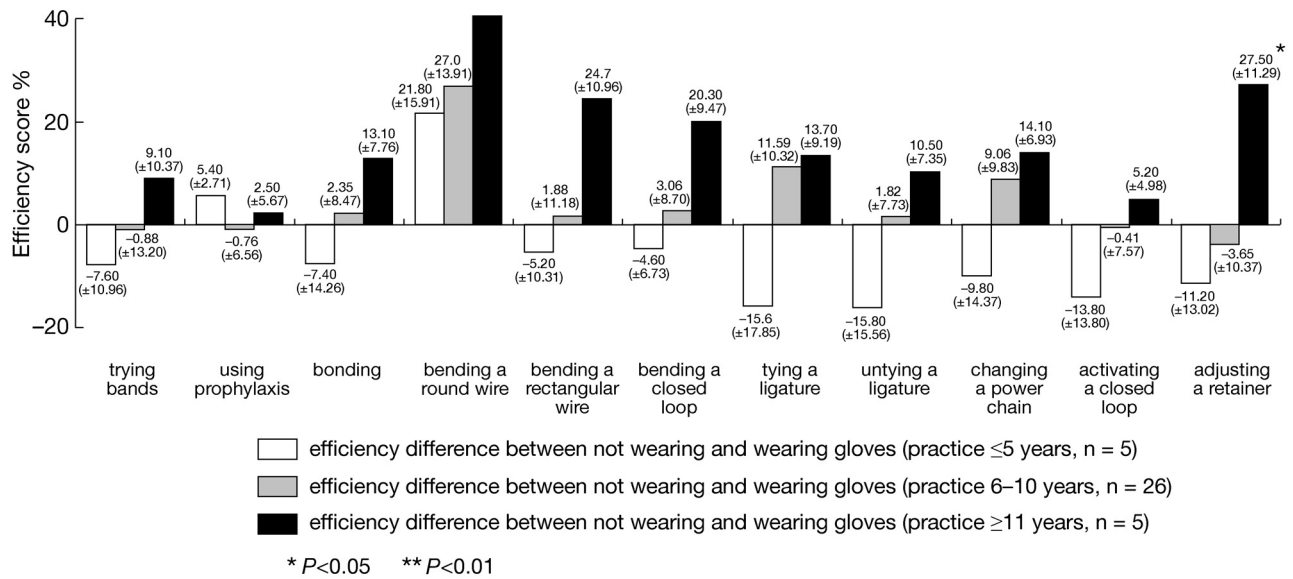 Efficiency score %
40
20
0
−20
−7.60
(±10.96)
−0.88
(±13.20)
9.10
(±10.37)
5.40
(±2.71)
−0.76
(±6.56)
2.50
(±5.67)
−7.40
(±14.26)
2.35
(±8.47)
13.10
(±7.76)
21.80
(±15.91)
27.0
(±13.91)
−5.20
(±10.31)
1.88
(±11.18)
24.7
(±10.96)
−4.60
(±6.73)
3.06
(±8.70)
20.30
(±9.47)
−15.6
(±17.85)
11.59
(±10.32)
13.70
(±9.19)
−15.80
(±15.56)
1.82
(±7.73)
10.50
(±7.35)
−9.80
(±14.37)
9.06
(±9.83)
14.10
(±6.93)
−13.80
(±13.80)
−0.41
(±7.57)
5.20
(±4.98)
−11.20
(±13.02)
−3.65
(±10.37)
27.50
(±11.29)
*
trying
bands
using
prophylaxis
bonding
bending a
round wire
bending a
rectangular
wire
bending a
closed
loop
tying a
ligature
untying a
ligature
changing
a power
chain
activating
a closed
loop
adjusting
a retainer
efficiency difference between not wearing and wearing gloves (practice ≤5 years, n = 5)
efficiency difference between not wearing and wearing gloves (practice 6–10 years, n = 26)
efficiency difference between not wearing and wearing gloves (practice ≥11 years, n = 5)
* P<0.05 ** P<0.01